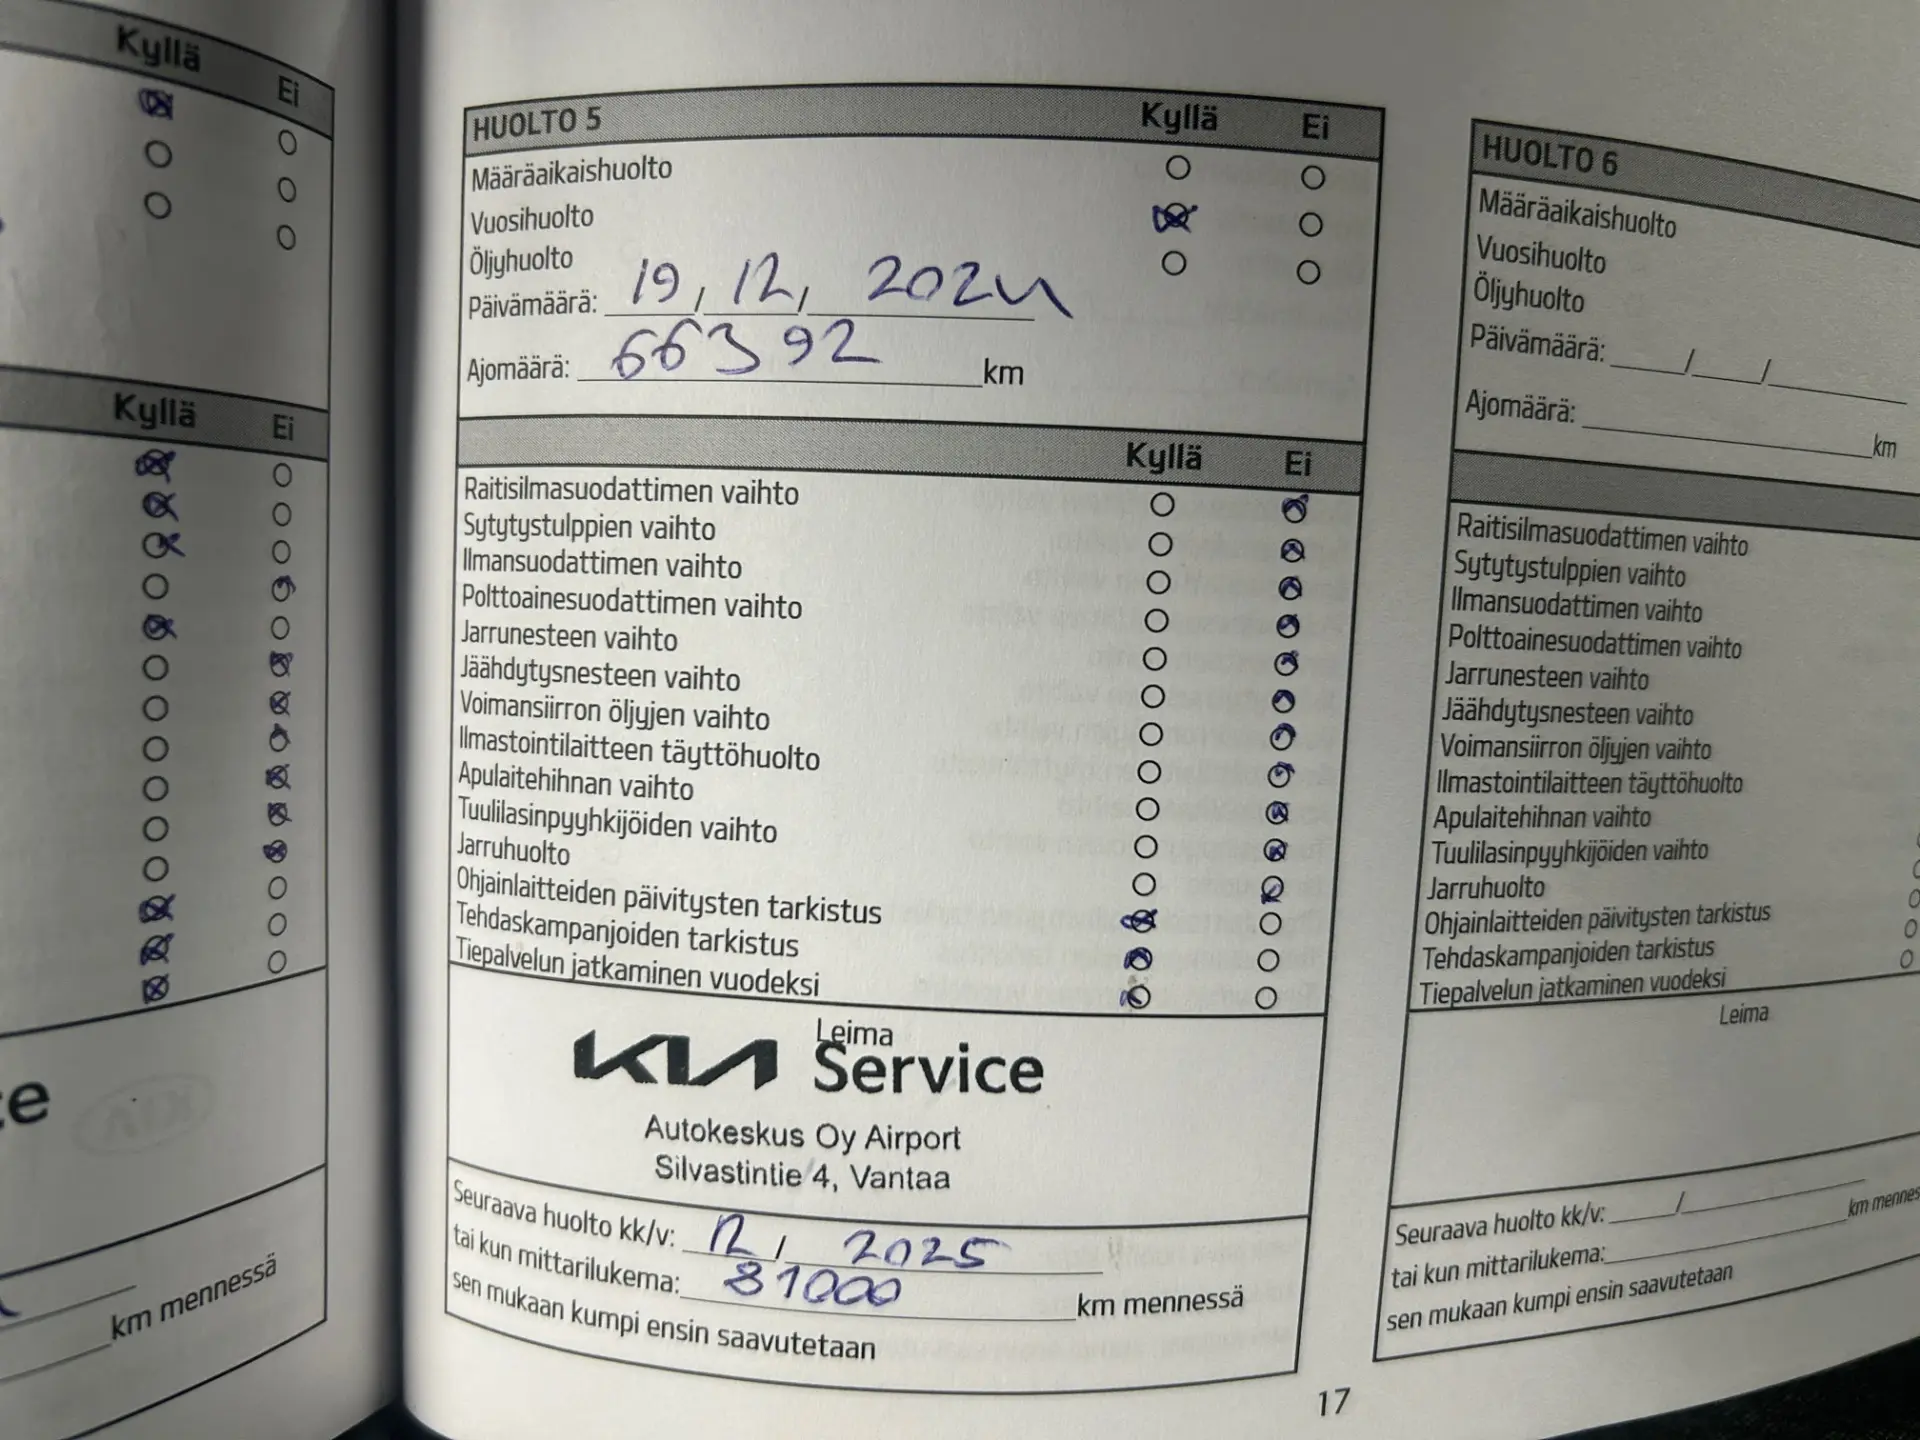 Kyllä Ei
Kyllä Ei
e
km mennessä
HUOLTO 5 Kyllä Ei
Määräaikaishuolto
Vuosihuolto
Öljyhuolto
Päivämäärä: 19 / 12 / 2024
Ajomäärä: 66392 km
Kyllä Ei
Raitisilmasuodattimen vaihto
Sytytystulppien vaihto
Ilmansuodattimen vaihto
Polttoainesuodattimen vaihto
Jarrunesteen vaihto
Jäähdytysnesteen vaihto
Voimansiirron öljyjen vaihto
Ilmastointilaitteen täyttöhuolto
Apulaitehihnan vaihto
Tuulilasinpyyhkijöiden vaihto
Jarruhuolto
Ohjainlaitteiden päivitysten tarkistus
Tehdaskampanjoiden tarkistus
Tiepalvelun jatkaminen vuodeksi
Leima
KIA Service
Autokeskus Oy Airport
Silvastintie 4, Vantaa
Seuraava huolto kk/v: 12 / 2025
tai kun mittarilukema: 81000 km mennessä
sen mukaan kumpi ensin saavutetaan
17
HUOLTO 6
Määräaikaishuolto
Vuosihuolto
Öljyhuolto
Päivämäärä: / /
Ajomäärä: km
Raitisilmasuodattimen vaihto
Sytytystulppien vaihto
Ilmansuodattimen vaihto
Polttoainesuodattimen vaihto
Jarrunesteen vaihto
Jäähdytysnesteen vaihto
Voimansiirron öljyjen vaihto
Ilmastointilaitteen täyttöhuolto
Apulaitehihnan vaihto
Tuulilasinpyyhkijöiden vaihto
Jarruhuolto
Ohjainlaitteiden päivitysten tarkistus
Tehdaskampanjoiden tarkistus
Tiepalvelun jatkaminen vuodeksi
Leima
Seuraava huolto kk/v: /
tai kun mittarilukema: km mennes
sen mukaan kumpi ensin saavutetaan